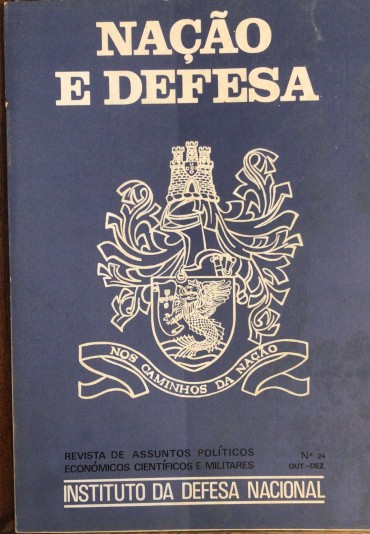 NAÇÃO
E DEFESA
NOS CAMINHOS DA NAÇÃO
REVISTA DE ASSUNTOS POLÍTICOS
ECONÓMICOS CIENTÍFICOS E MILITARES
Nº 24
OUT.-DEZ.
INSTITUTO DA DEFESA NACIONAL